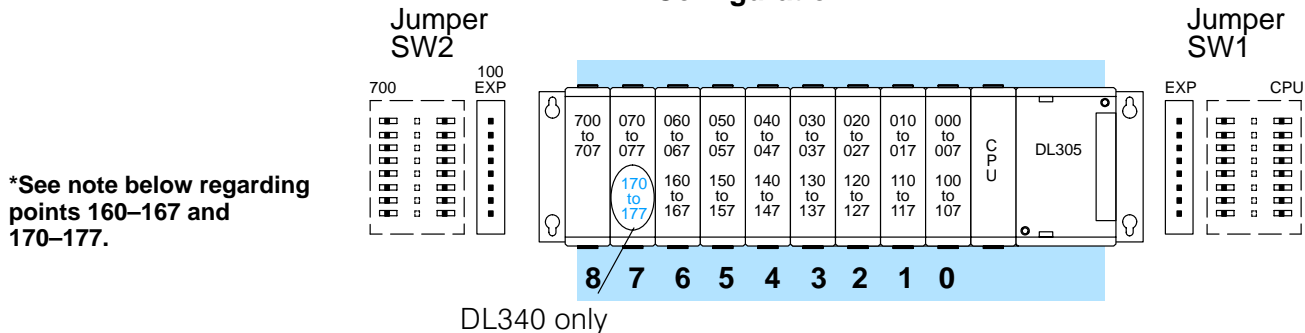 Jumper
SW2
Jumper
SW1
700
100
EXP
EXP
CPU
700
to
707
070
to
077
060
to
067
050
to
057
040
to
047
030
to
037
020
to
027
010
to
017
000
to
007
C
P
U
DL305
170
to
177
160
to
167
150
to
157
140
to
147
130
to
137
120
to
127
110
to
117
100
to
107
*See note below regarding
points 160–167 and
170–177.
8 7 6 5 4 3 2 1 0
DL340 only